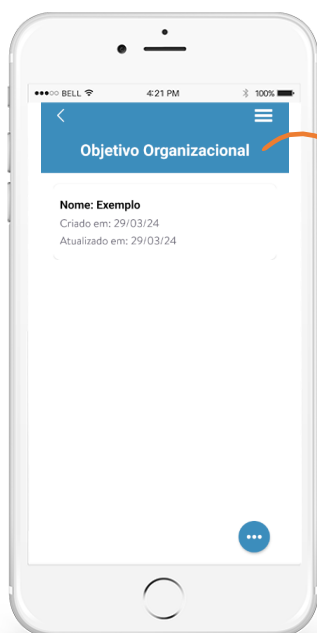 BELL 4:21 PM 100%
Objetivo Organizacional
Nome: Exemplo
Criado em: 29/03/24
Atualizado em: 29/03/24